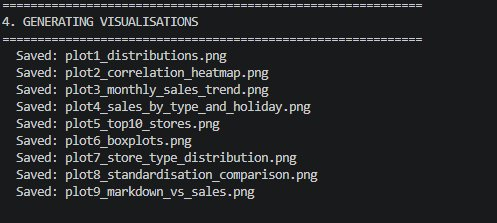 ============================================================
4. GENERATING VISUALISATIONS
============================================================
Saved: plot1_distributions.png
Saved: plot2_correlation_heatmap.png
Saved: plot3_monthly_sales_trend.png
Saved: plot4_sales_by_type_and_holiday.png
Saved: plot5_top10_stores.png
Saved: plot6_boxplots.png
Saved: plot7_store_type_distribution.png
Saved: plot8_standardisation_comparison.png
Saved: plot9_markdown_vs_sales.png